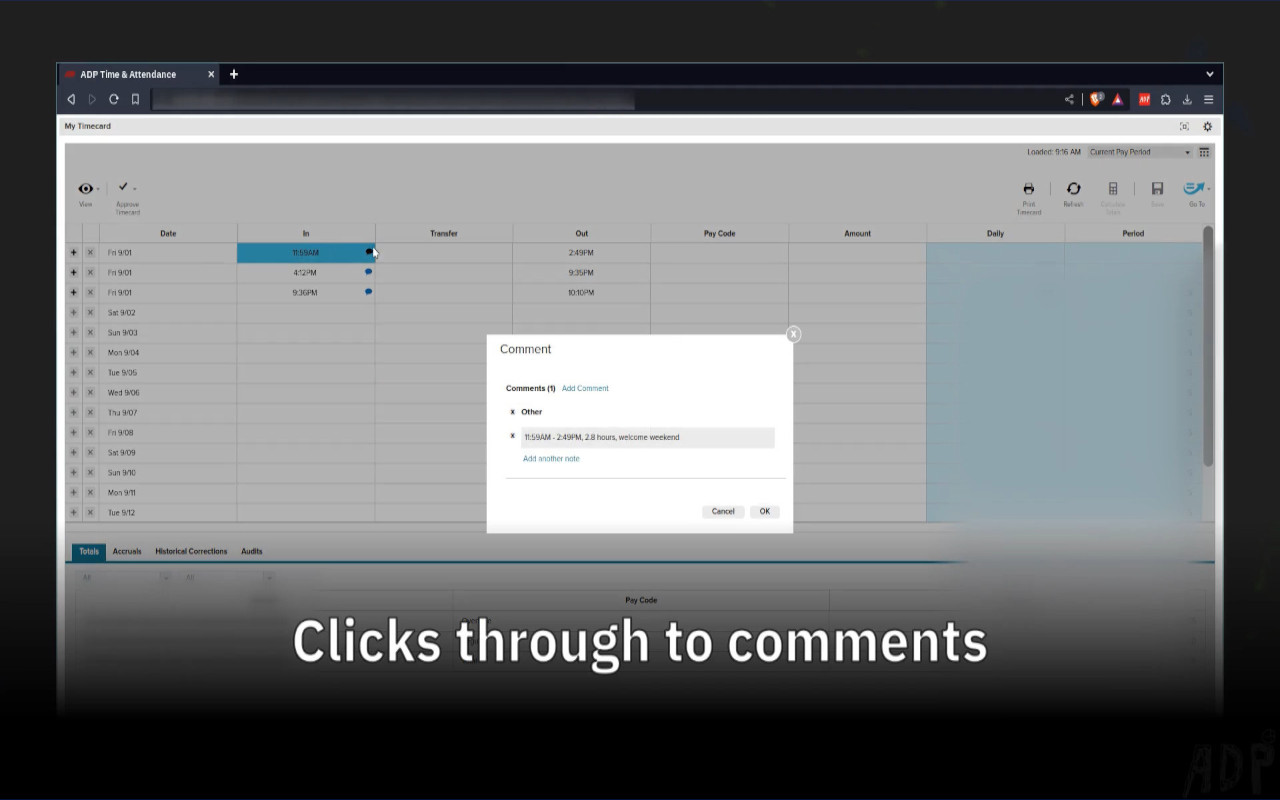 ADP Time & Attendance
My Timecard
Loaded: 9:16 AM Current Pay Period
View
Approve
Timecard
Print
Timecard
Refresh
Calculate
Totals
Save
Go To
Date In Transfer Out Pay Code Amount Daily Period
Fri 9/01 11:59AM 2:49PM
Fri 9/01 4:12PM 9:35PM
Fri 9/01 9:36PM 10:10PM
Sat 9/02
Sun 9/03
Mon 9/04
Tue 9/05
Wed 9/06
Thu 9/07
Fri 9/08
Sat 9/09
Sun 9/10
Mon 9/11
Tue 9/12
Comment
Comments (1) Add Comment
x Other
x 11:59AM - 2:49PM, 2.8 hours, welcome weekend
Add another note
Cancel OK
Totals Accruals Historical Corrections Audits
All All
Pay Code
Clicks through to comments
ADP